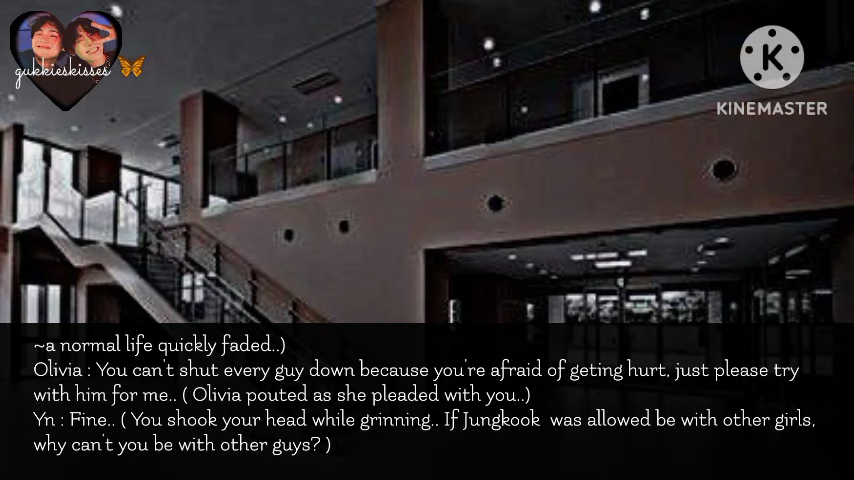 gukkieskisses
K
KINEMASTER
~a normal life quickly faded..)
Olivia : You can't shut every guy down because you're afraid of geting hurt, just please try
with him for me.. ( Olivia pouted as she pleaded with you..)
Yn : Fine.. ( You shook your head while grinning.. If Jungkook was allowed be with other girls,
why can't you be with other guys? )